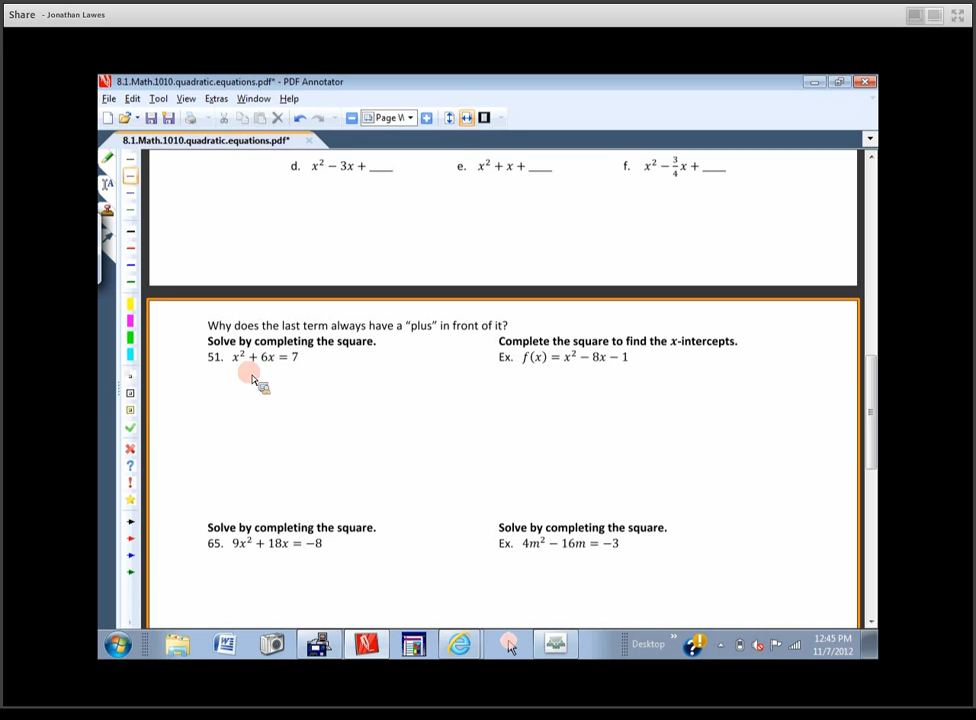 Share - Jonathan Lawes
8.1.Math.1010.quadratic.equations.pdf* - PDF Annotator
File Edit Tool View Extras Window Help
Page W
8.1.Math.1010.quadratic.equations.pdf*
d. x² − 3x + ___ e. x² + x + ___ f. x² − 3/4 x + ___
Why does the last term always have a “plus” in front of it?
Solve by completing the square. Complete the square to find the x-intercepts.
51. x² + 6x = 7 Ex. f(x) = x² − 8x − 1
Solve by completing the square. Solve by completing the square.
65. 9x² + 18x = −8 Ex. 4m² − 16m = −3
Desktop »
12:45 PM
11/7/2012